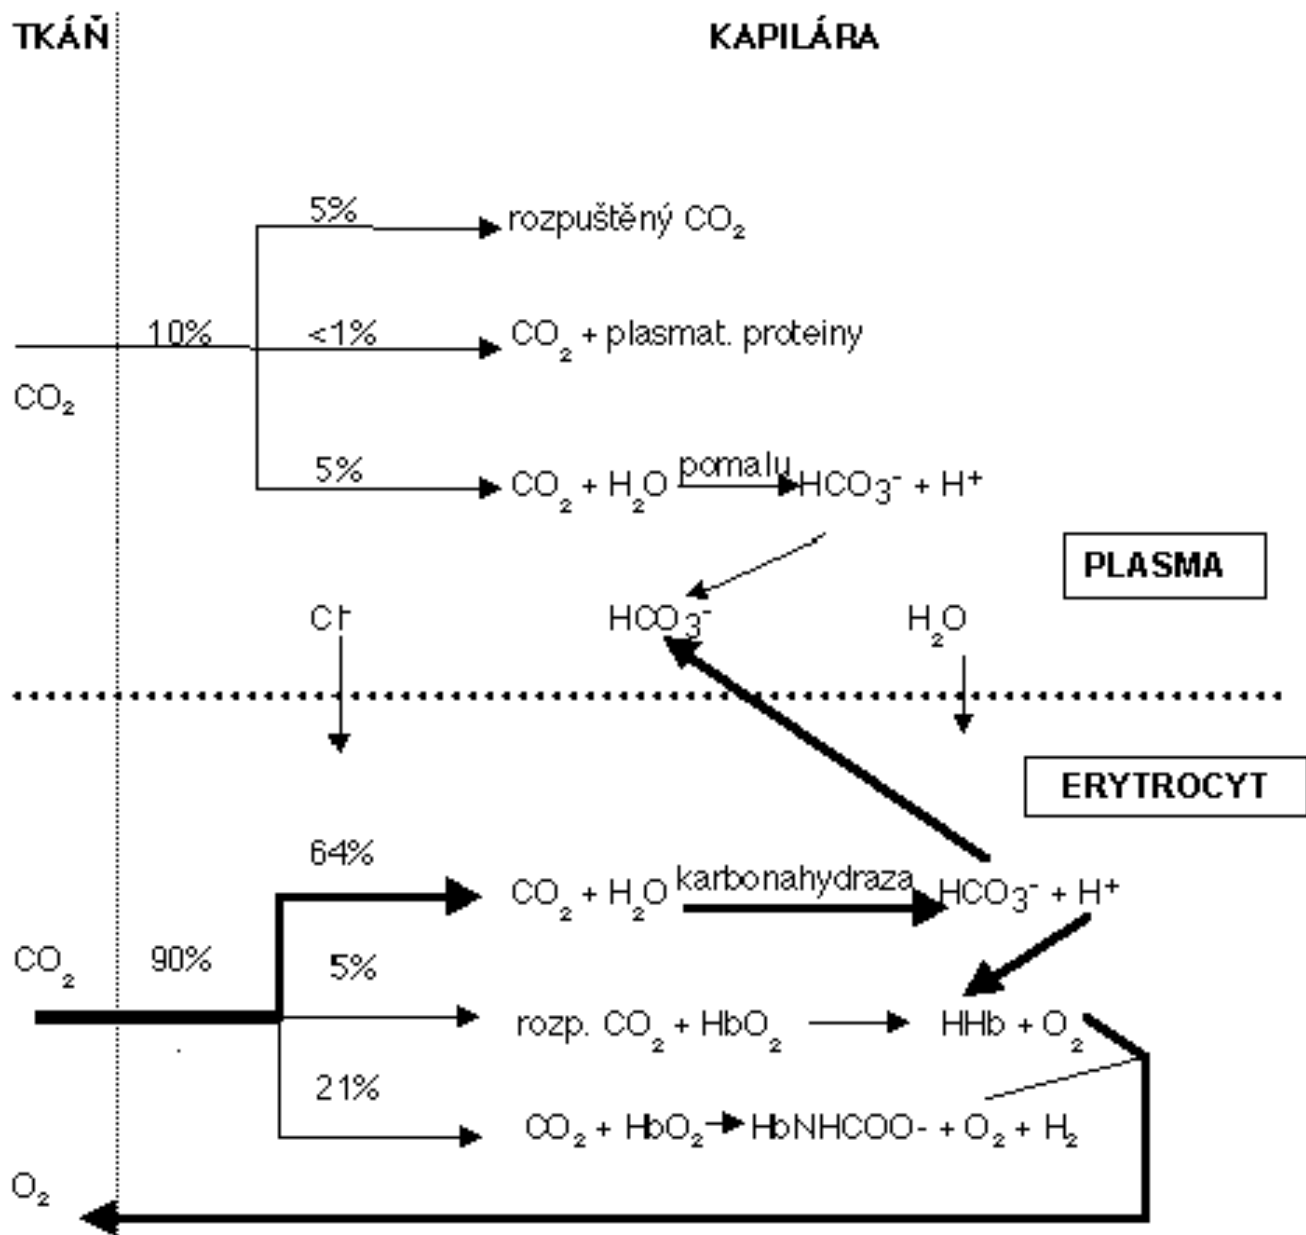 TKÁŇ KAPILÁRA
5% rozpuštěný CO₂
10% <1% CO₂ + plasmat. proteiny
CO₂
5% CO₂ + H₂O pomalu HCO₃⁻ + H⁺
PLASMA
Cl⁻ HCO₃⁻ H₂O
ERYTROCYT
64% CO₂ + H₂O karbonahydraza HCO₃⁻ + H⁺
CO₂ 90% 5%
rozp. CO₂ + HbO₂ HHb + O₂
21%
CO₂ + HbO₂ HbNHCOO- + O₂ + H₂
O₂